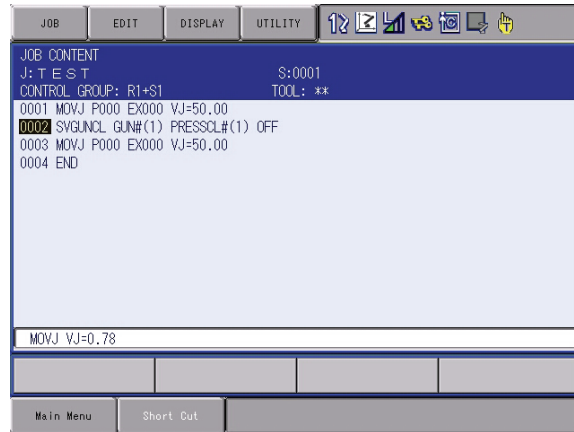 JOB EDIT DISPLAY UTILITY
JOB CONTENT
J:TEST S:0001
CONTROL GROUP: R1+S1 TOOL: **
0001 MOVJ P000 EX000 VJ=50.00
0002 SVGUNCL GUN#(1) PRESSCL#(1) OFF
0003 MOVJ P000 EX000 VJ=50.00
0004 END
MOVJ VJ=0.78
Main Menu Short Cut